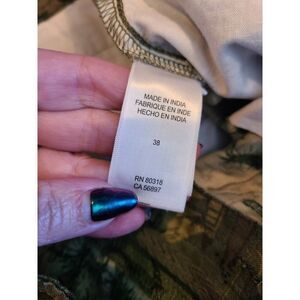 MADE IN INDIA
FABRIQUE EN INDE
HECHO EN INDIA
38
RN 80318
CA 56897